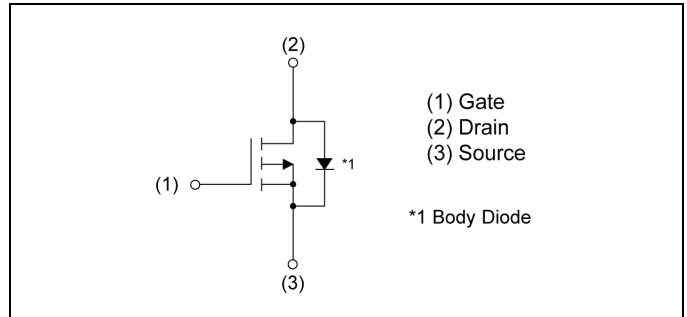 (2)
(1) Gate
(2) Drain
(3) Source
*1
(1)
*1 Body Diode
(3)